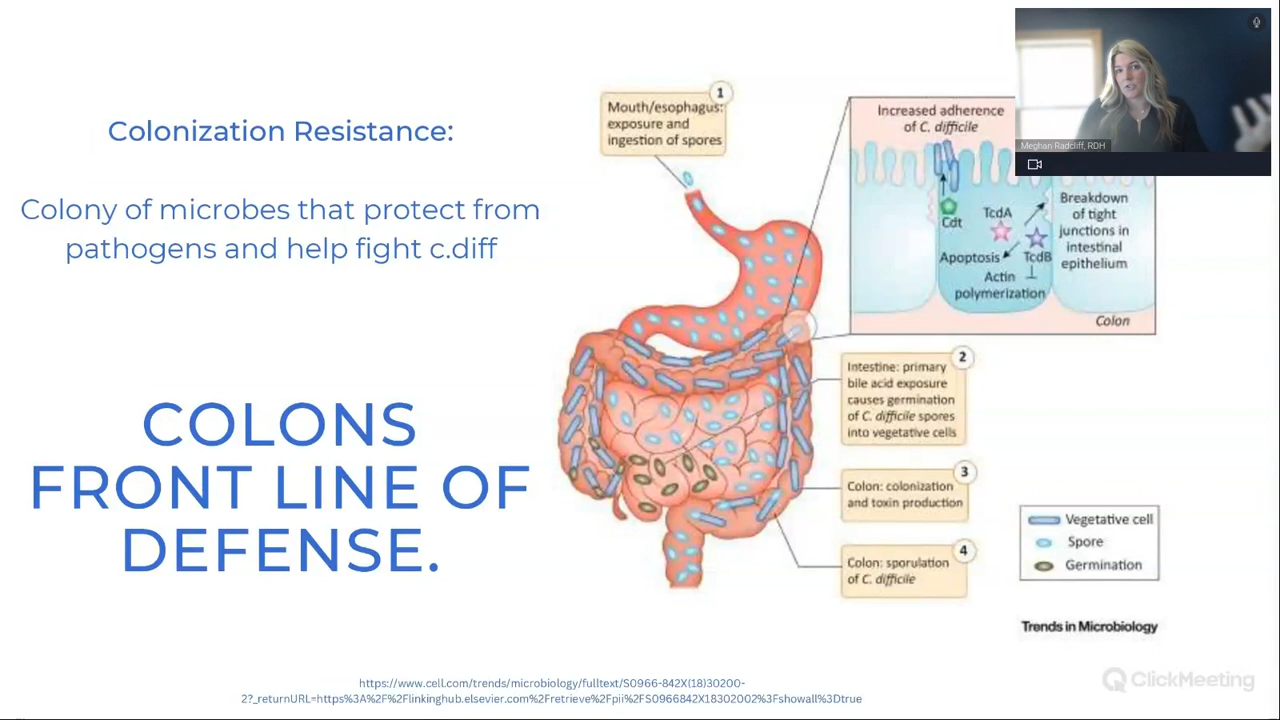 Colonization Resistance:
Colony of microbes that protect from
pathogens and help fight c.diff
COLONS
FRONT LINE OF
DEFENSE.
1
Mouth/esophagus:
exposure and
ingestion of spores
Increased adherence
of C. difficile
Cdt
TcdA
TcdB
Apoptosis
Actin
polymerization
Breakdown
of tight
junctions in
intestinal
epithelium
Colon
2
Intestine: primary
bile acid exposure
causes germination
of C. difficile spores
into vegetative cells
3
Colon: colonization
and toxin production
4
Colon: sporulation
of C. difficile
Vegetative cell
Spore
Germination
Trends in Microbiology
Meghan Radcliff, RDH
https://www.cell.com/trends/microbiology/fulltext/S0966-842X(18)30200-
2?_returnURL=https%3A%2F%2Flinkinghub.elsevier.com%2Fretrieve%2Fpii%2FS0966842X18302002%3Fshowall%3Dtrue
ClickMeeting